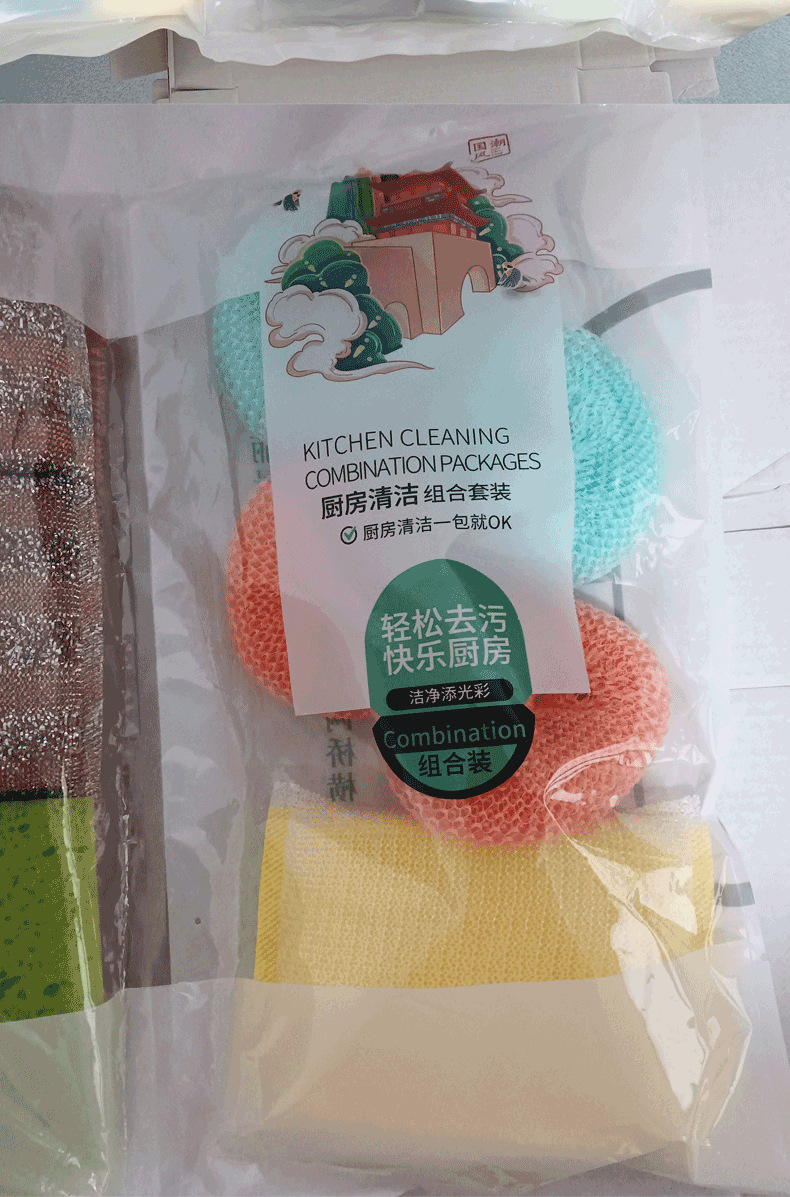 国潮
风
KITCHEN CLEANING
COMBINATION PACKAGES
厨房清洁 组合套装
厨房清洁一包就OK
轻松去污
快乐厨房
洁净添光彩
Combination
组合装
桥
横